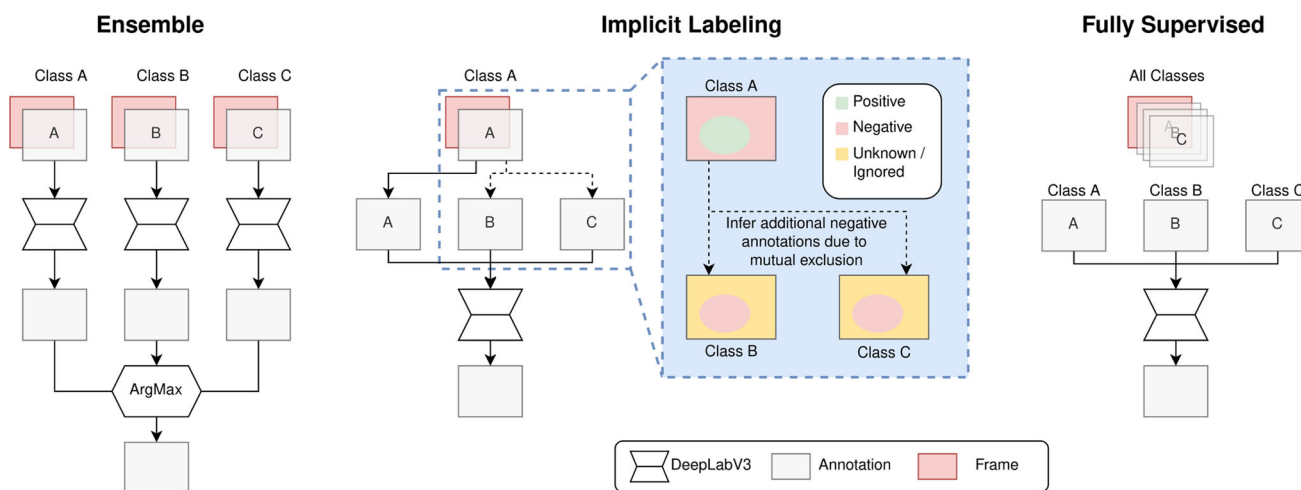 Ensemble
Class A
Class B
Class C
A
B
C
ArgMax
Implicit Labeling
Class A
A
A
B
C
Class A
Positive
Negative
Unknown /
Ignored
Infer additional negative
annotations due to
mutual exclusion
Class B
Class C
Fully Supervised
All Classes
A
B
C
Class A
Class B
Class C
A
B
C
DeepLabV3
Annotation
Frame